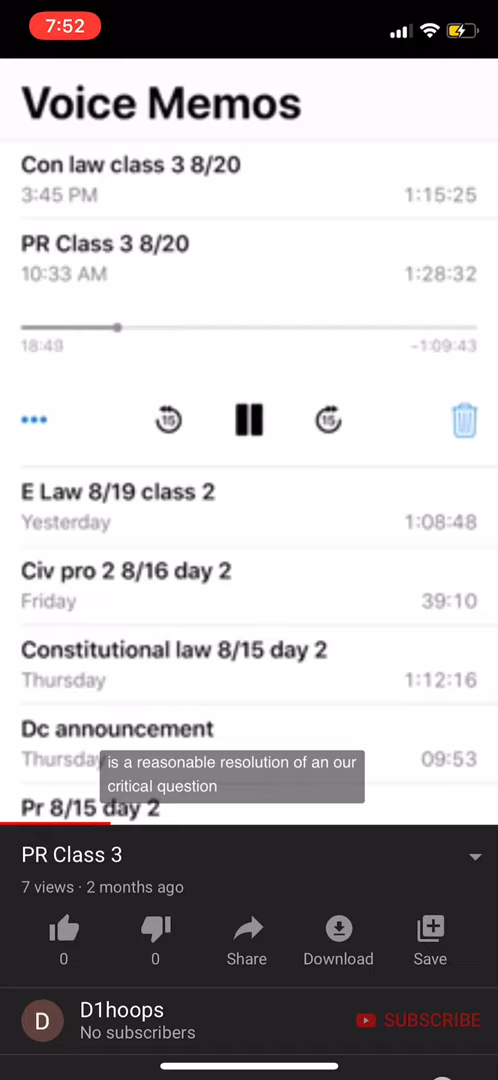 7:52
Voice Memos
Con law class 3 8/20
3:45 PM 1:15:25
PR Class 3 8/20
10:33 AM 1:28:32
18:49 -1:09:43
15 15
E Law 8/19 class 2
Yesterday 1:08:48
Civ pro 2 8/16 day 2
Friday 39:10
Constitutional law 8/15 day 2
Thursday 1:12:16
Dc announcement
Thursday 09:53
is a reasonable resolution of an our
critical question
Pr 8/15 day 2
PR Class 3
7 views · 2 months ago
0 0 Share Download Save
D D1hoops
No subscribers
SUBSCRIBE